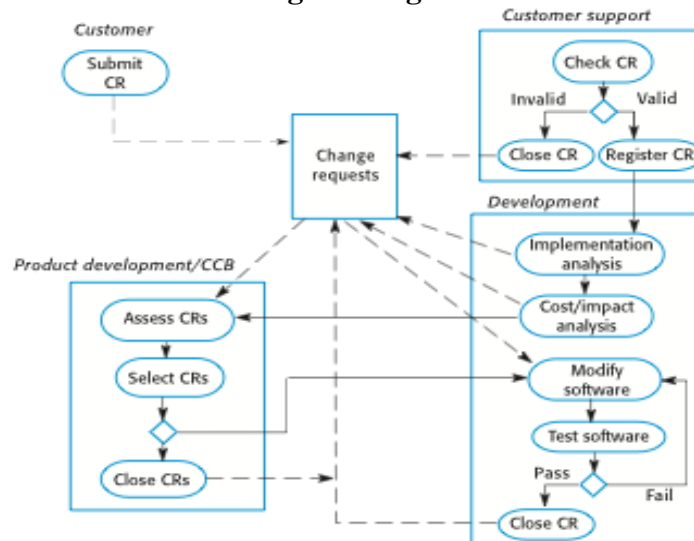 Customer
Submit
CR
Customer support
Check CR
Invalid
Valid
Close CR
Register CR
Change
requests
Development
Implementation
analysis
Cost/impact
analysis
Product development/CCB
Assess CRs
Select CRs
Close CRs
Modify
software
Test software
Pass
Fail
Close CR